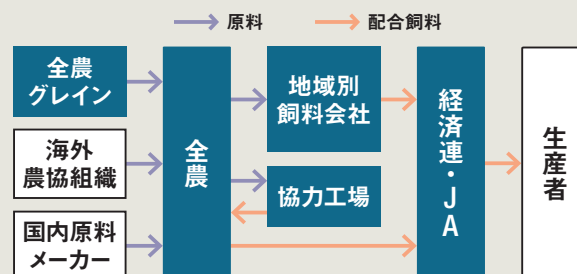 原料
配合飼料
全農
グレイン
海外
農協組織
国内原料
メーカー
全農
地域別
飼料会社
協力工場
経済連・JA
生産者